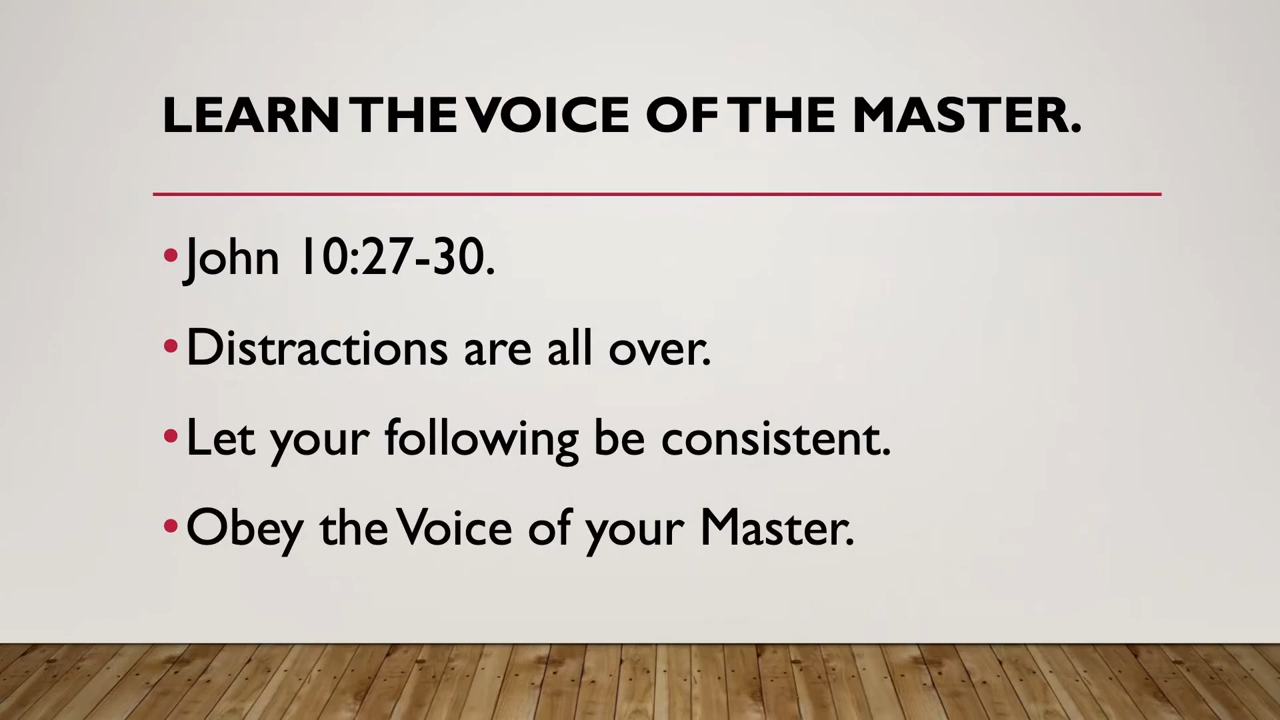 LEARN THE VOICE OF THE MASTER.
•John 10:27-30.
•Distractions are all over.
•Let your following be consistent.
•Obey the Voice of your Master.